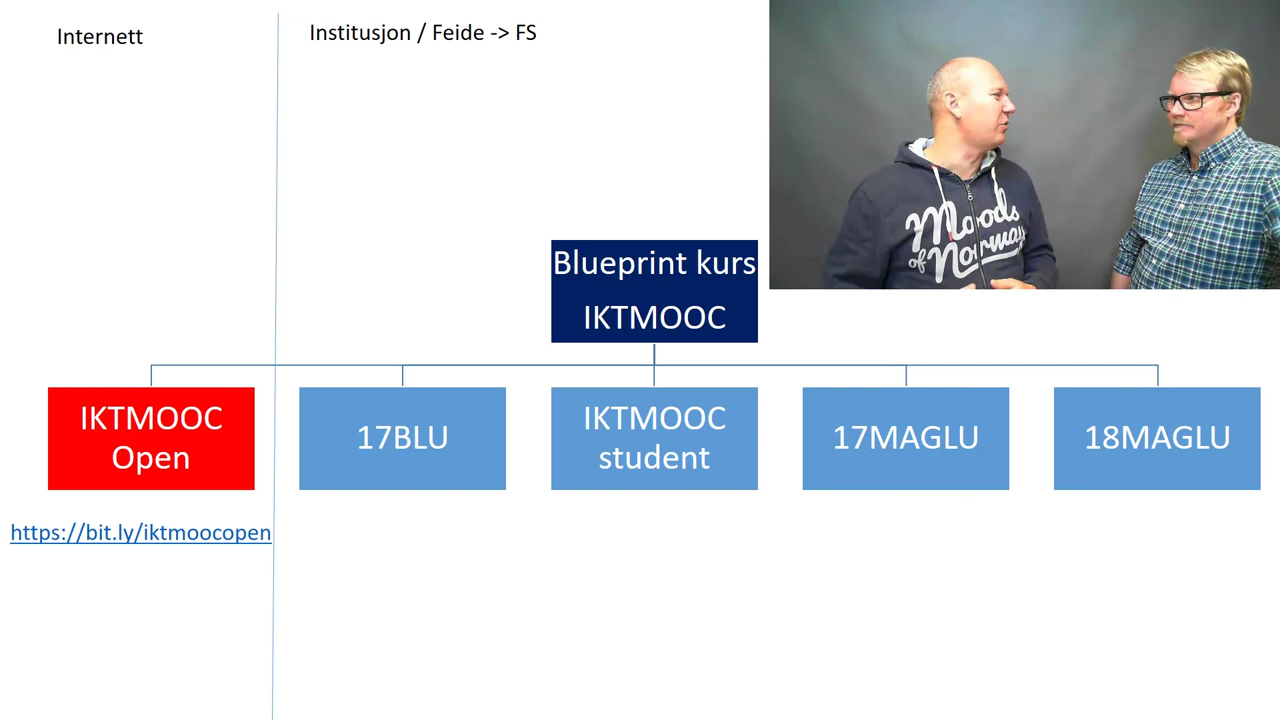 Internett
Institusjon / Feide -> FS
Moods
of Norway
Blueprint kurs
IKTMOOC
IKTMOOC
Open
17BLU
IKTMOOC
student
17MAGLU
18MAGLU
https://bit.ly/iktmoocopen